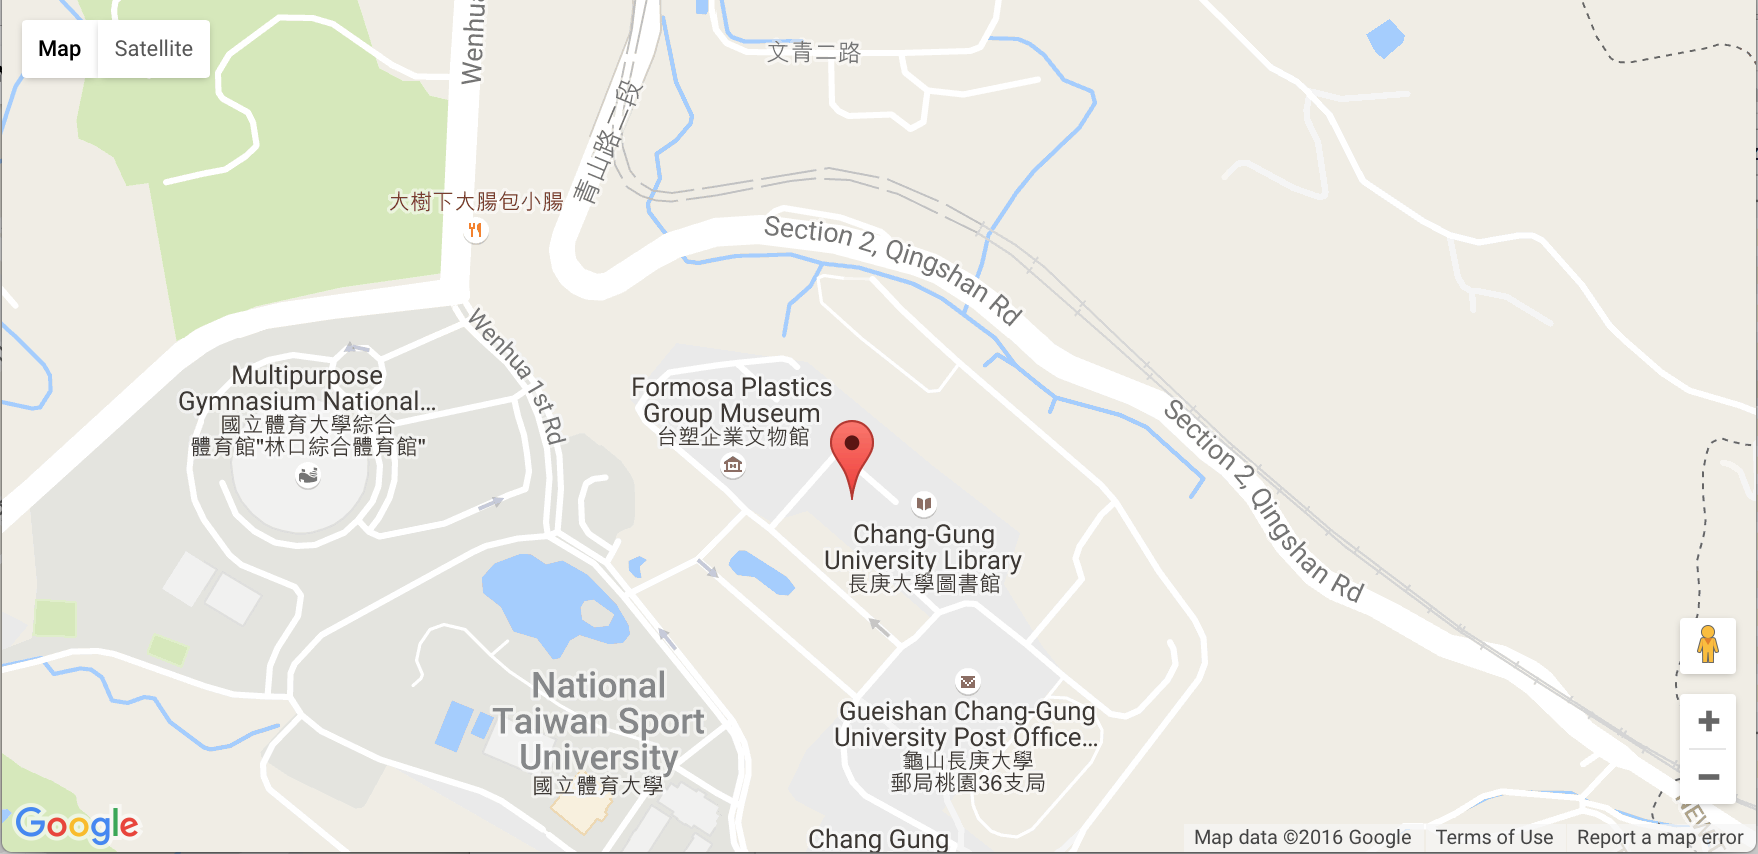 Map
Satellite
Wenhua
文青二路
青山路二段
大樹下大腸包小腸
Section 2, Qingshan Rd
Wenhua 1st Rd
Multipurpose
Gymnasium National...
國立體育大學綜合
體育館"林口綜合體育館"
Formosa Plastics
Group Museum
台塑企業文物館
Section 2, Qingshan Rd
Chang-Gung
University Library
長庚大學圖書館
National
Taiwan Sport
University
國立體育大學
Gueishan Chang-Gung
University Post Office...
龜山長庚大學
郵局桃園36支局
Chang Gung
Google
Map data ©2016 Google
Terms of Use
Report a map error